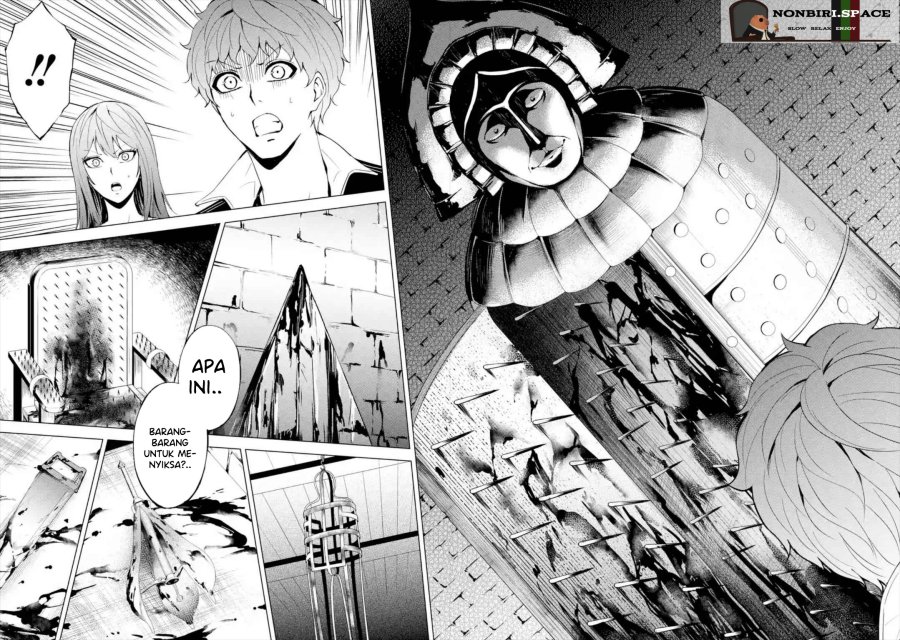 NONBIRI.SPACE
SLOW RELAX ENJOY
!!
APA
INI..
BARANG-
BARANG
UNTUK ME-
NYIKSA?..